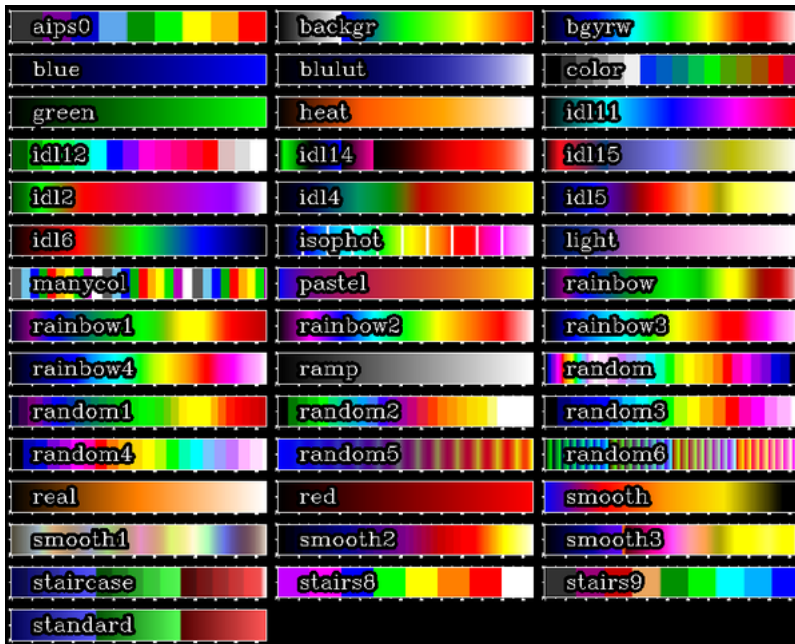 aips0 backgr bgyrw
blue blulut color
green heat idl11
idl12 idl14 idl15
idl2 idl4 idl5
idl6 isophot light
manycol pastel rainbow
rainbow1 rainbow2 rainbow3
rainbow4 ramp random
random1 random2 random3
random4 random5 random6
real red smooth
smooth1 smooth2 smooth3
staircase stairs8 stairs9
standard